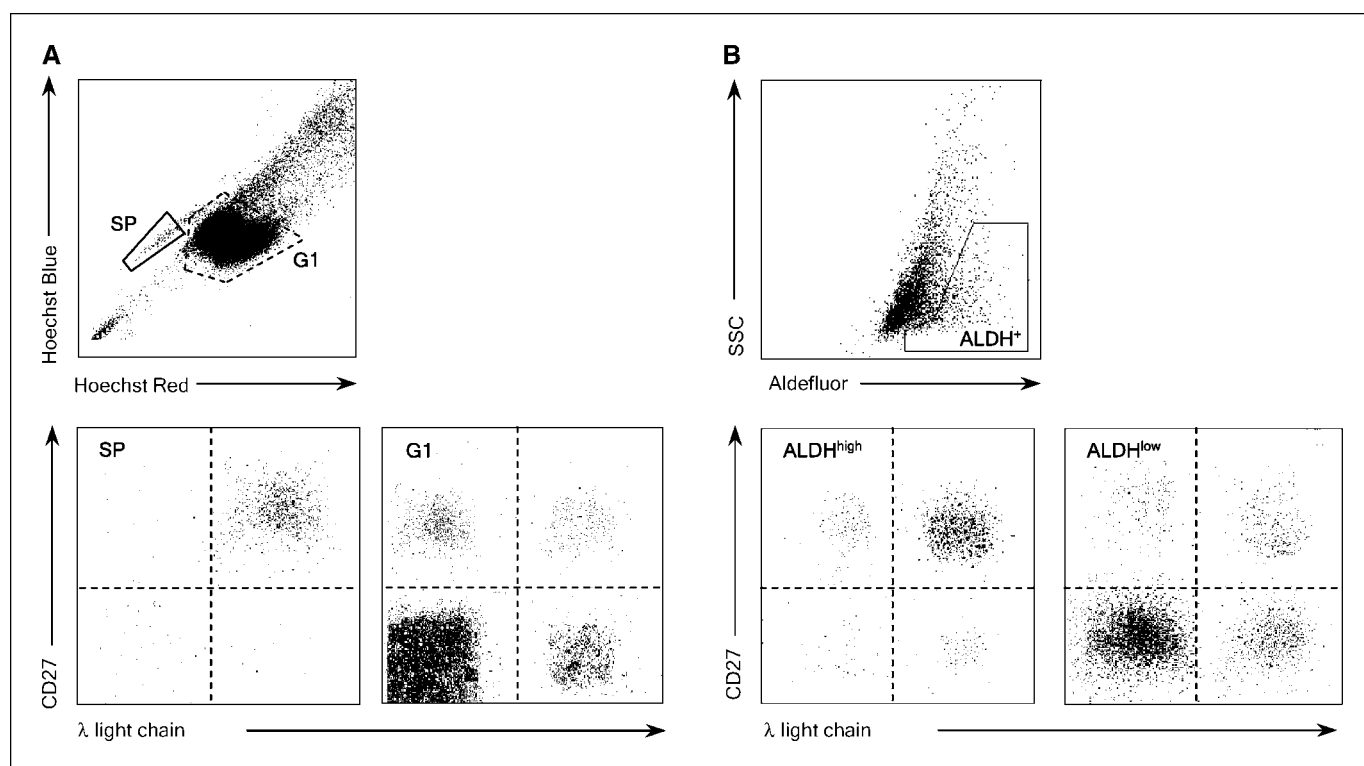 A
Hoechst Blue
SP
G1
Hoechst Red
CD27
SP
G1
λ light chain
B
SSC
ALDH⁺
Aldefluor
CD27
ALDHʰⁱᵍʰ
ALDHˡᵒʷ
λ light chain